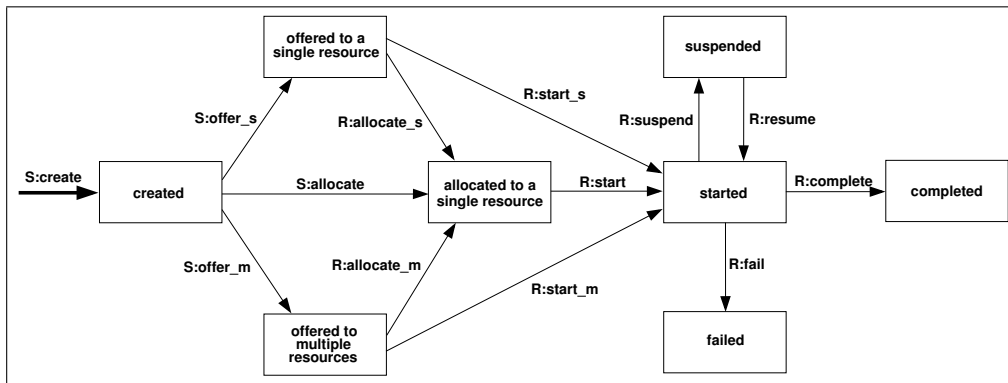 offered to a
single resource
suspended
S:offer_s
R:start_s
R:allocate_s
R:suspend
R:resume
S:create
created
S:allocate
allocated to a
single resource
R:start
started
R:complete
completed
S:offer_m
R:allocate_m
R:start_m
R:fail
offered to
multiple
resources
failed